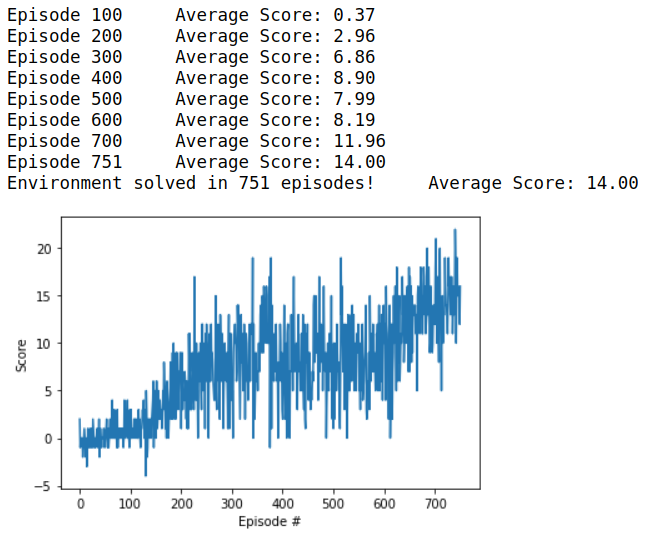 Episode 100 Average Score: 0.37
Episode 200 Average Score: 2.96
Episode 300 Average Score: 6.86
Episode 400 Average Score: 8.90
Episode 500 Average Score: 7.99
Episode 600 Average Score: 8.19
Episode 700 Average Score: 11.96
Episode 751 Average Score: 14.00
Environment solved in 751 episodes! Average Score: 14.00
20
15
10
5
0
−5
Score
0 100 200 300 400 500 600 700
Episode #